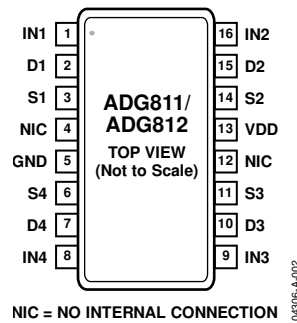 IN1 1 16 IN2
D1 2 15 D2
S1 3 14 S2
NIC 4 13 VDD
GND 5 12 NIC
S4 6 11 S3
D4 7 10 D3
IN4 8 9 IN3
ADG811/
ADG812
TOP VIEW
(Not to Scale)
NIC = NO INTERNAL CONNECTION
04306-A-002